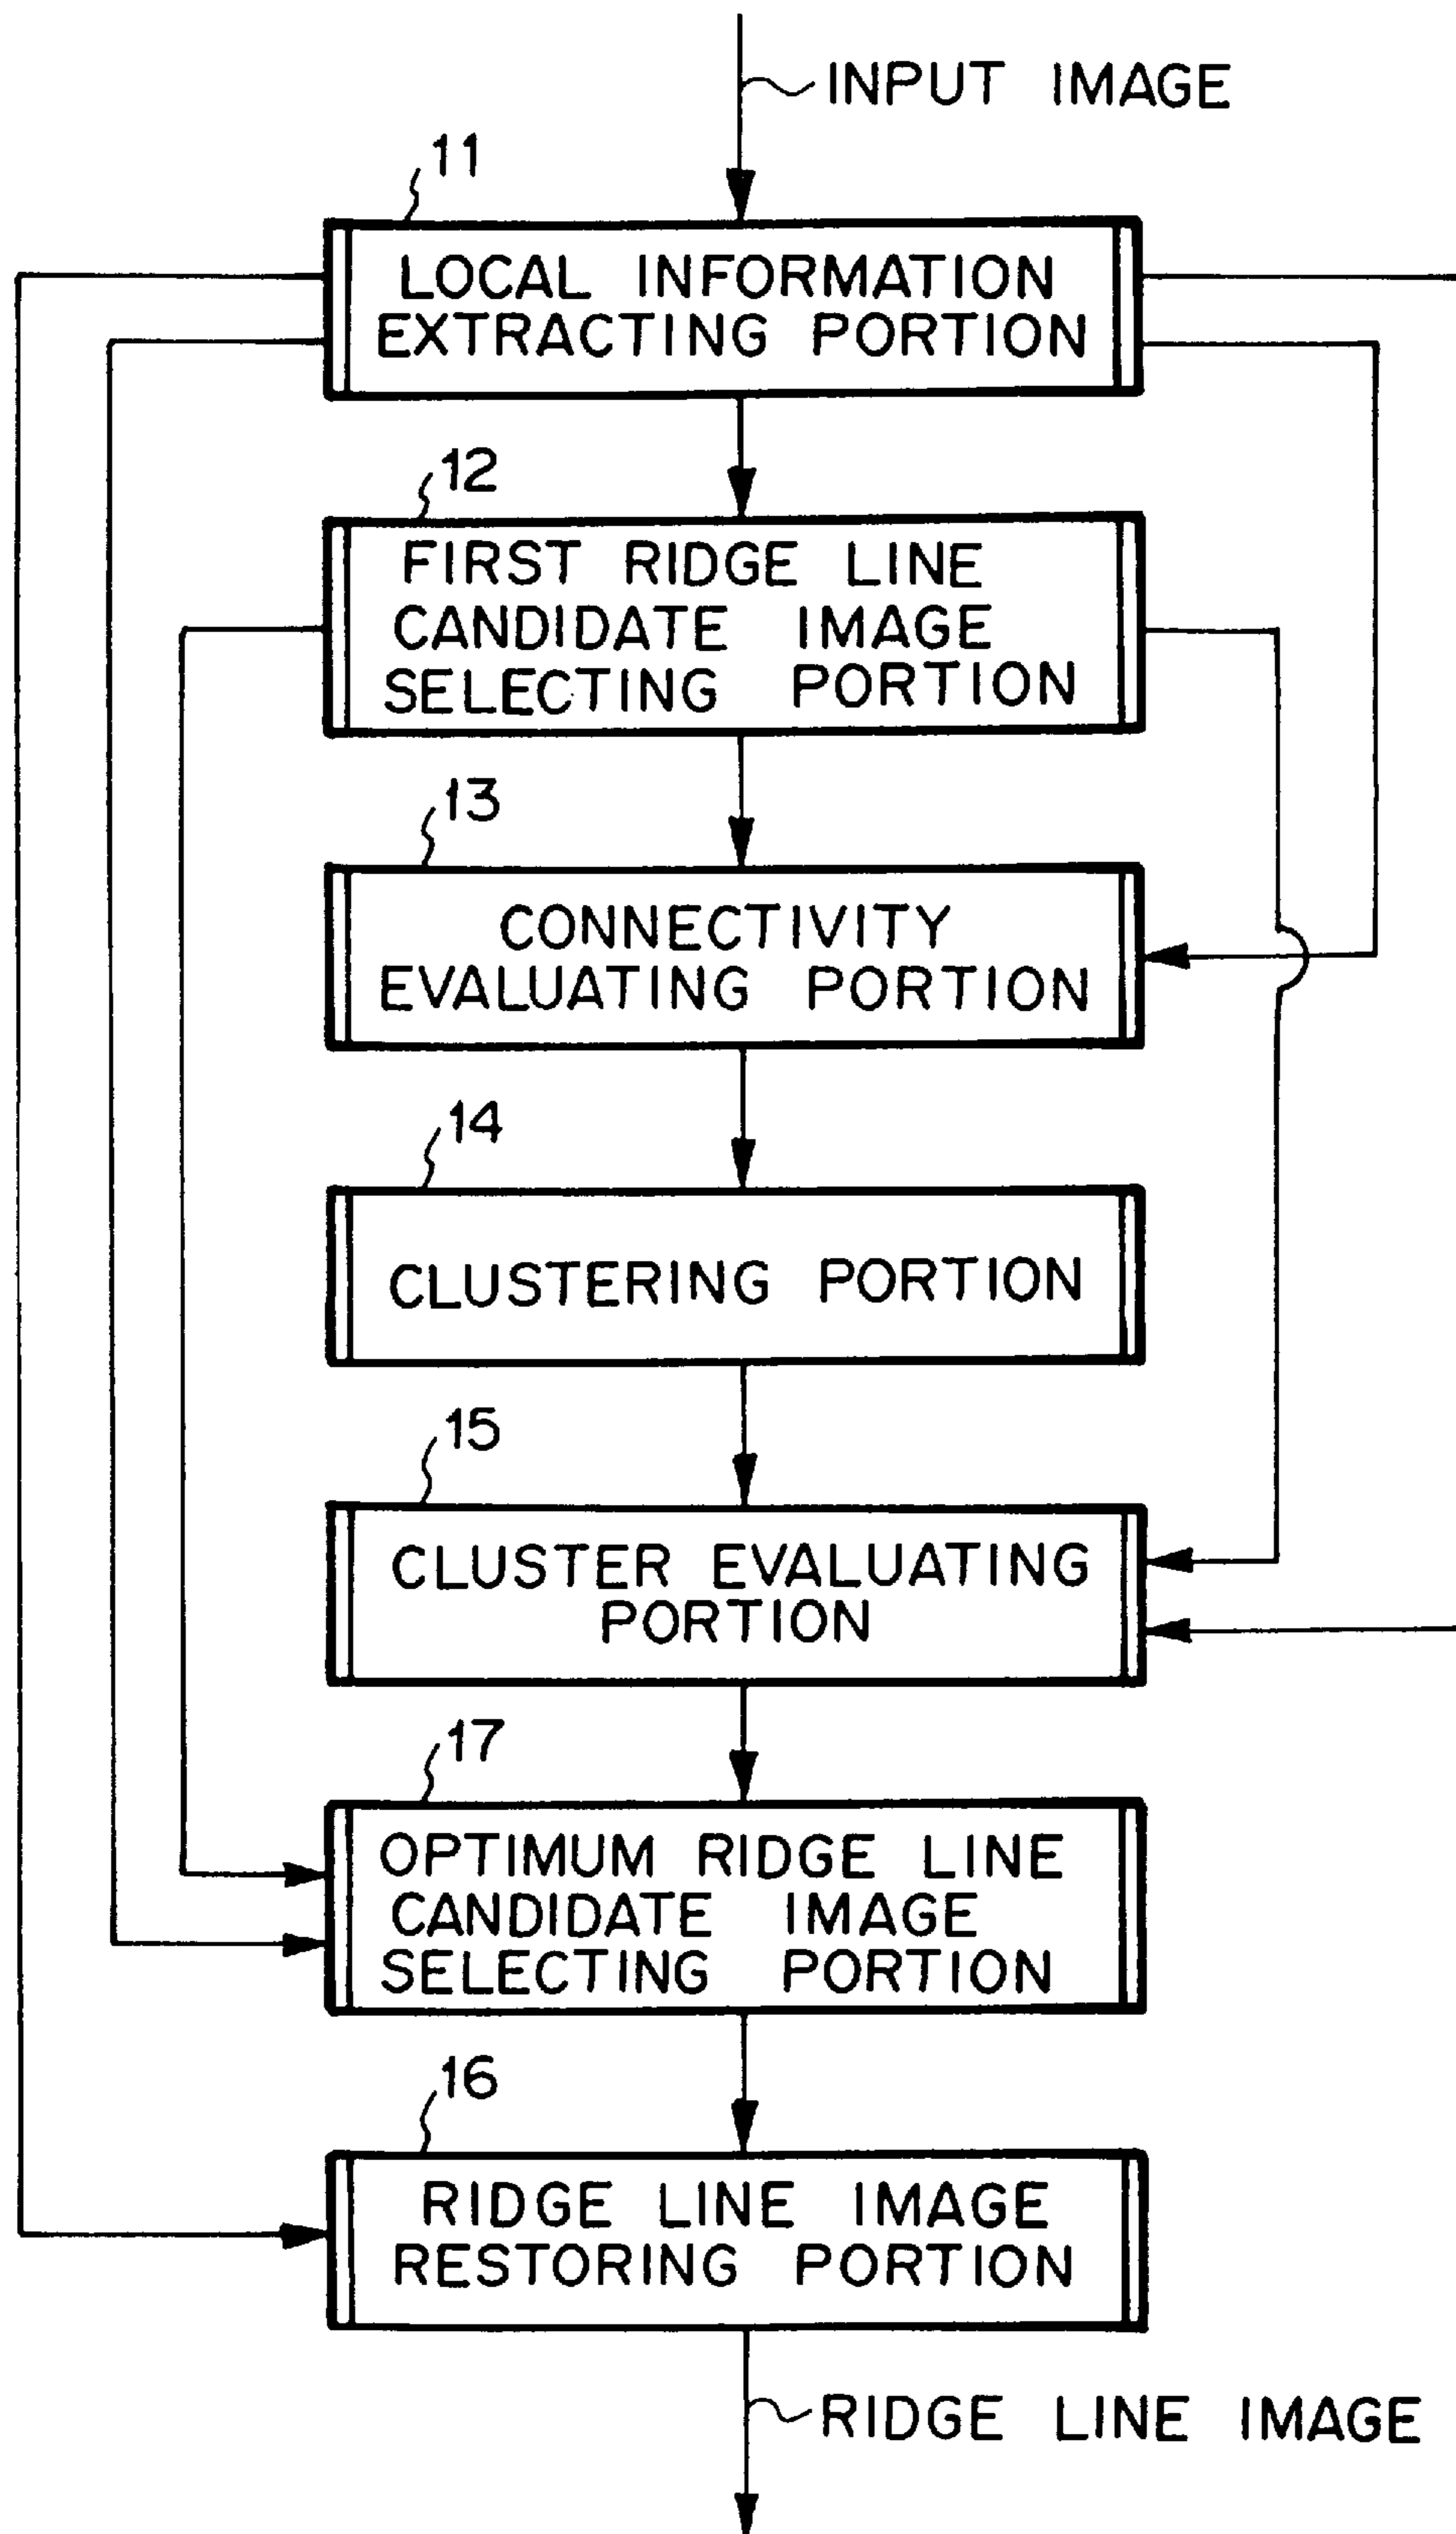 INPUT IMAGE
11
LOCAL INFORMATION
EXTRACTING PORTION
12
FIRST RIDGE LINE
CANDIDATE IMAGE
SELECTING PORTION
13
CONNECTIVITY
EVALUATING PORTION
14
CLUSTERING PORTION
15
CLUSTER EVALUATING
PORTION
17
OPTIMUM RIDGE LINE
CANDIDATE IMAGE
SELECTING PORTION
16
RIDGE LINE IMAGE
RESTORING PORTION
RIDGE LINE IMAGE